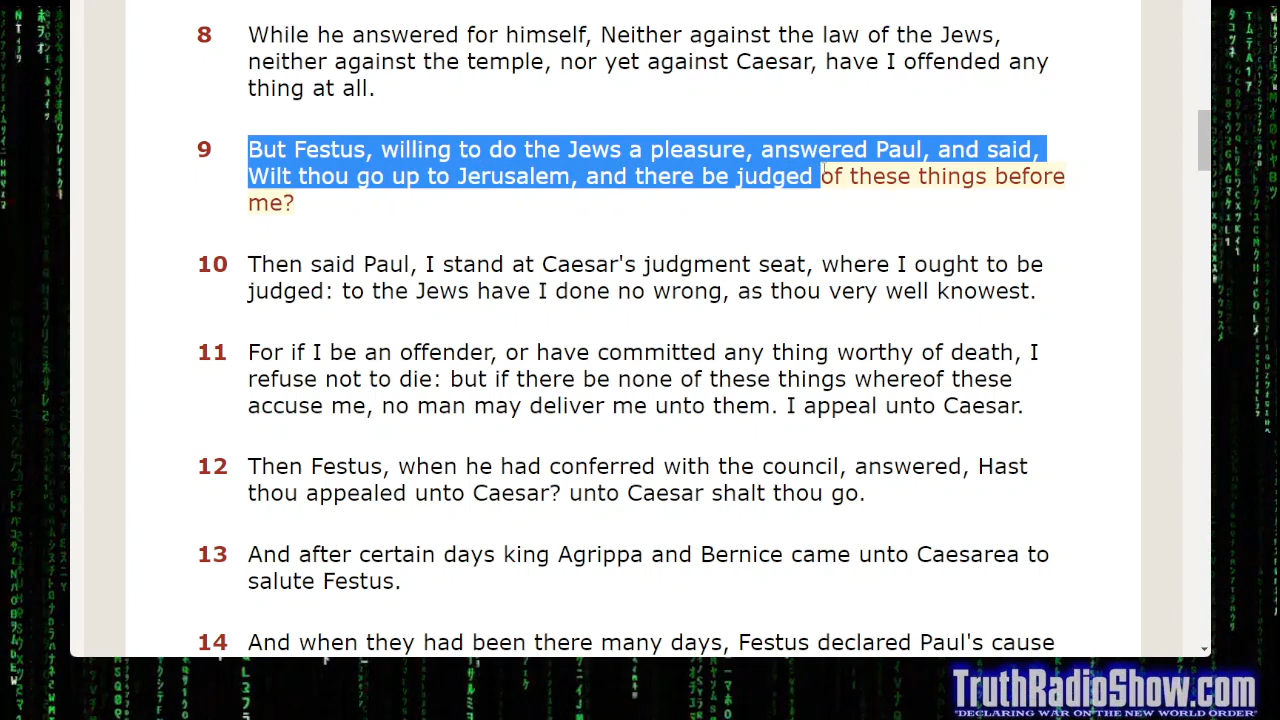 8 While he answered for himself, Neither against the law of the Jews,
neither against the temple, nor yet against Caesar, have I offended any
thing at all.
9 But Festus, willing to do the Jews a pleasure, answered Paul, and said,
Wilt thou go up to Jerusalem, and there be judged of these things before
me?
10 Then said Paul, I stand at Caesar's judgment seat, where I ought to be
judged: to the Jews have I done no wrong, as thou very well knowest.
11 For if I be an offender, or have committed any thing worthy of death, I
refuse not to die: but if there be none of these things whereof these
accuse me, no man may deliver me unto them. I appeal unto Caesar.
12 Then Festus, when he had conferred with the council, answered, Hast
thou appealed unto Caesar? unto Caesar shalt thou go.
13 And after certain days king Agrippa and Bernice came unto Caesarea to
salute Festus.
14 And when they had been there many days, Festus declared Paul's cause
TruthRadioShow.com
"DECLARING WAR ON THE NEW WORLD ORDER"